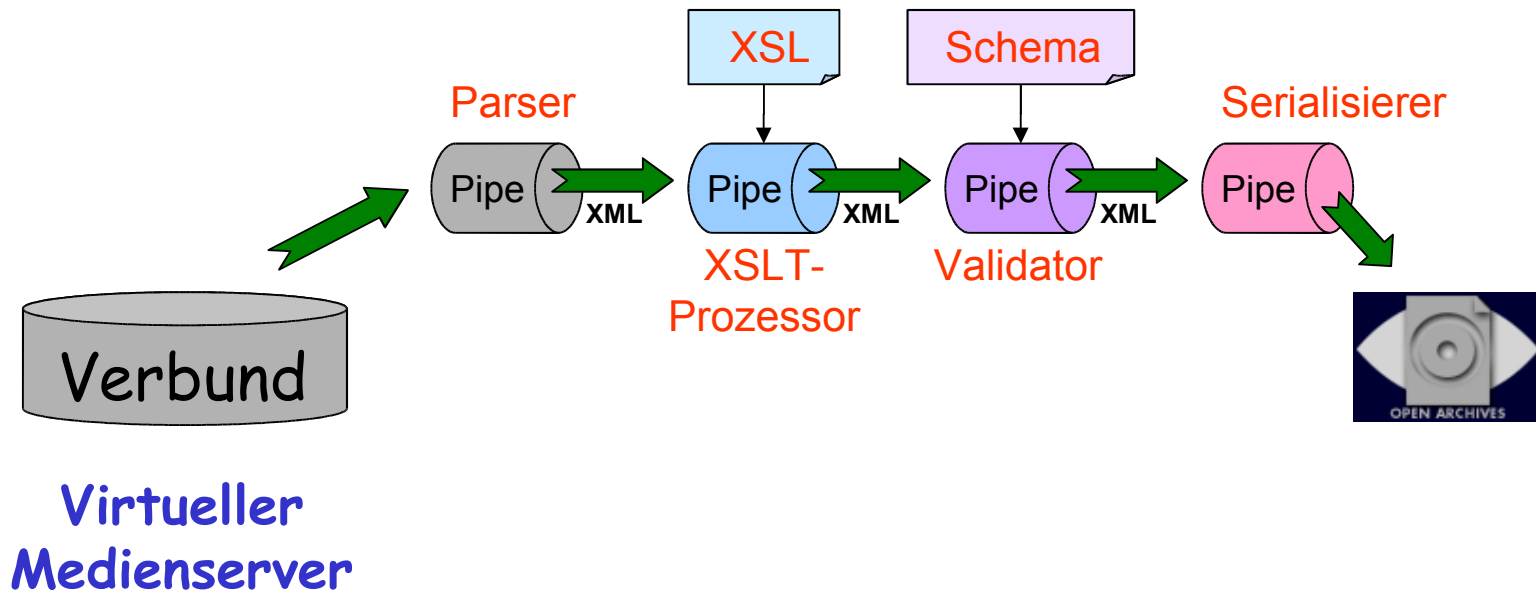 XSL
Schema
Parser
Serialisierer
Pipe
XML
Pipe
XML
Pipe
XML
Pipe
XSLT-
Prozessor
Validator
Verbund
OPEN ARCHIVES
Virtueller
Medienserver